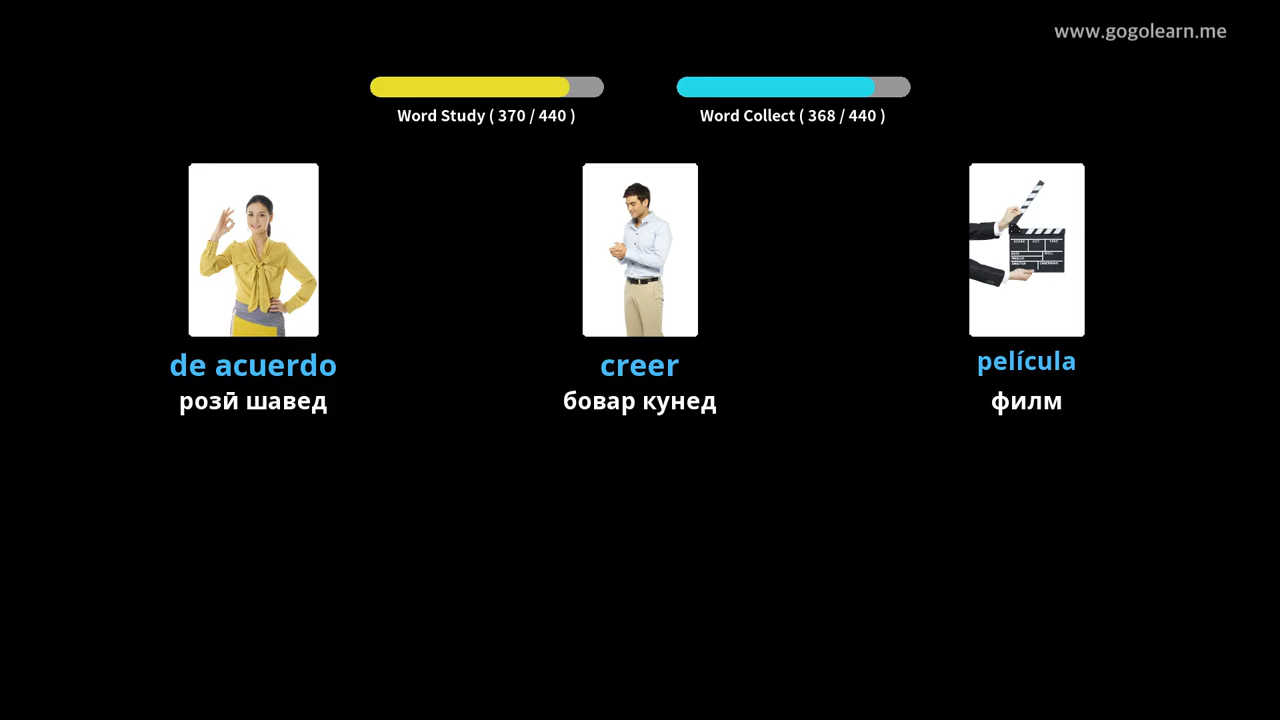 www.gogolearn.me
Word Study ( 370 / 440 )
Word Collect ( 368 / 440 )
de acuerdo
creer
película
розӣ шавед
бовар кунед
филм